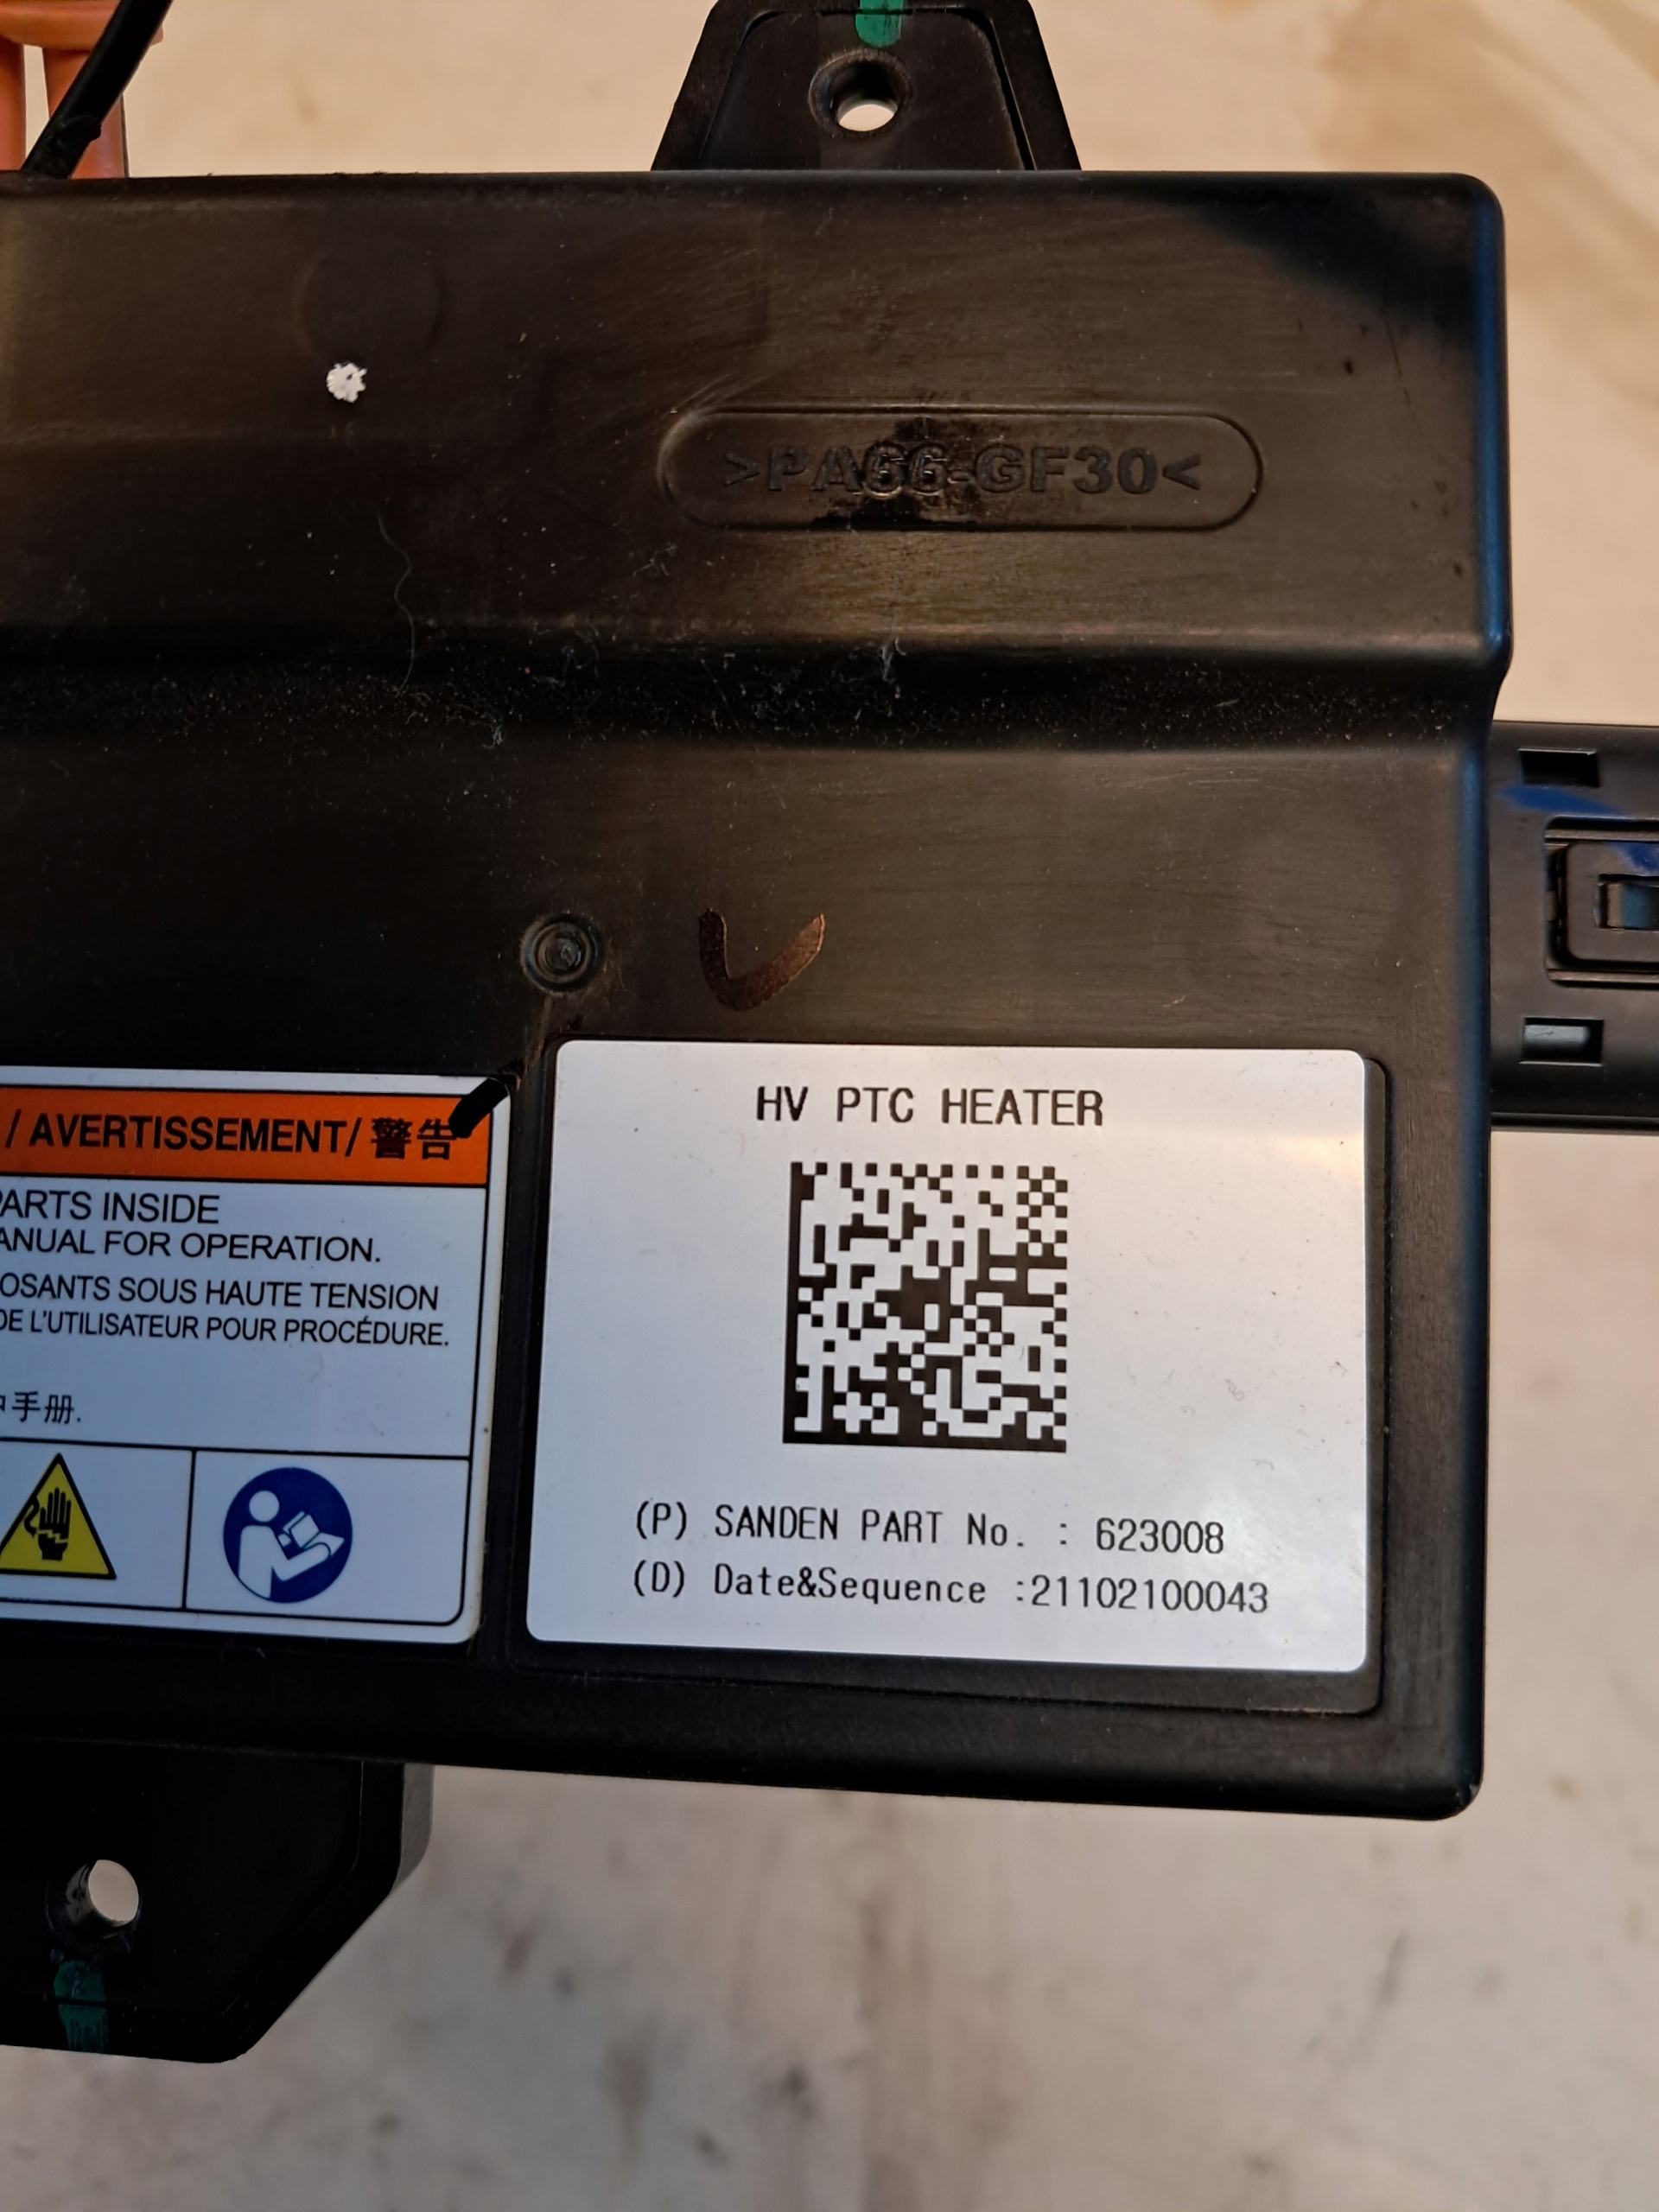 >PA66-GF30<
/ AVERTISSEMENT/ 警告
PARTS INSIDE
ANUAL FOR OPERATION.
OSANTS SOUS HAUTE TENSION
DE L'UTILISATEUR POUR PROCÉDURE.
手册.
HV PTC HEATER
(P) SANDEN PART No. : 623008
(D) Date&Sequence :21102100043